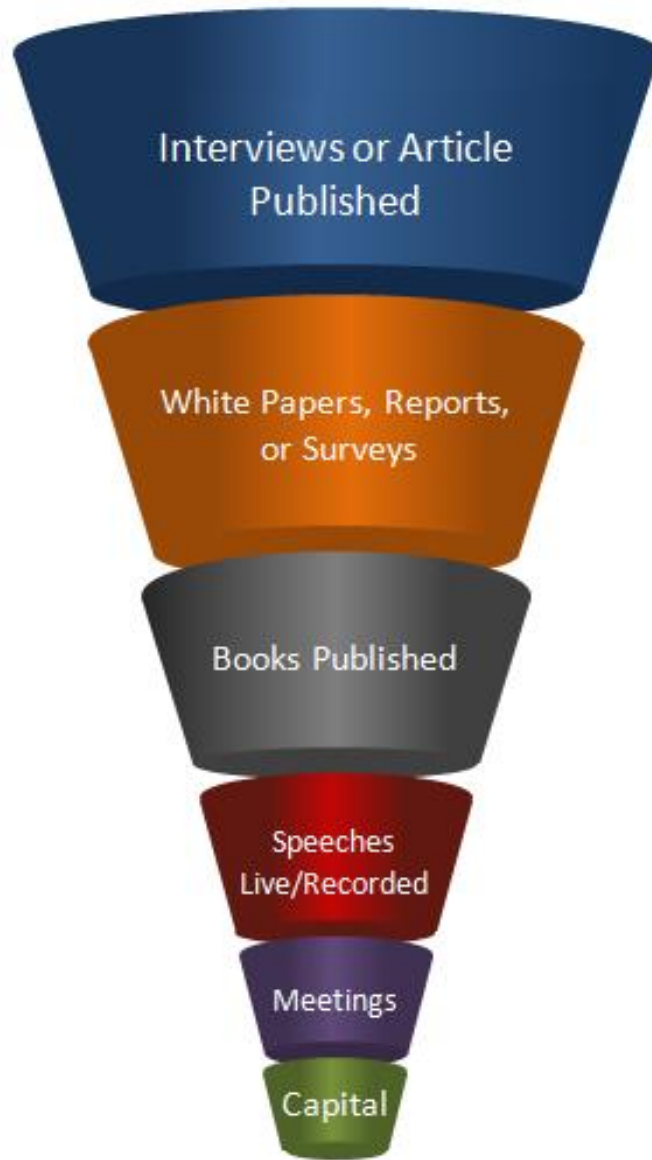 Interviews or Article
Published
White Papers, Reports,
or Surveys
Books Published
Speeches
Live/Recorded
Meetings
Capital